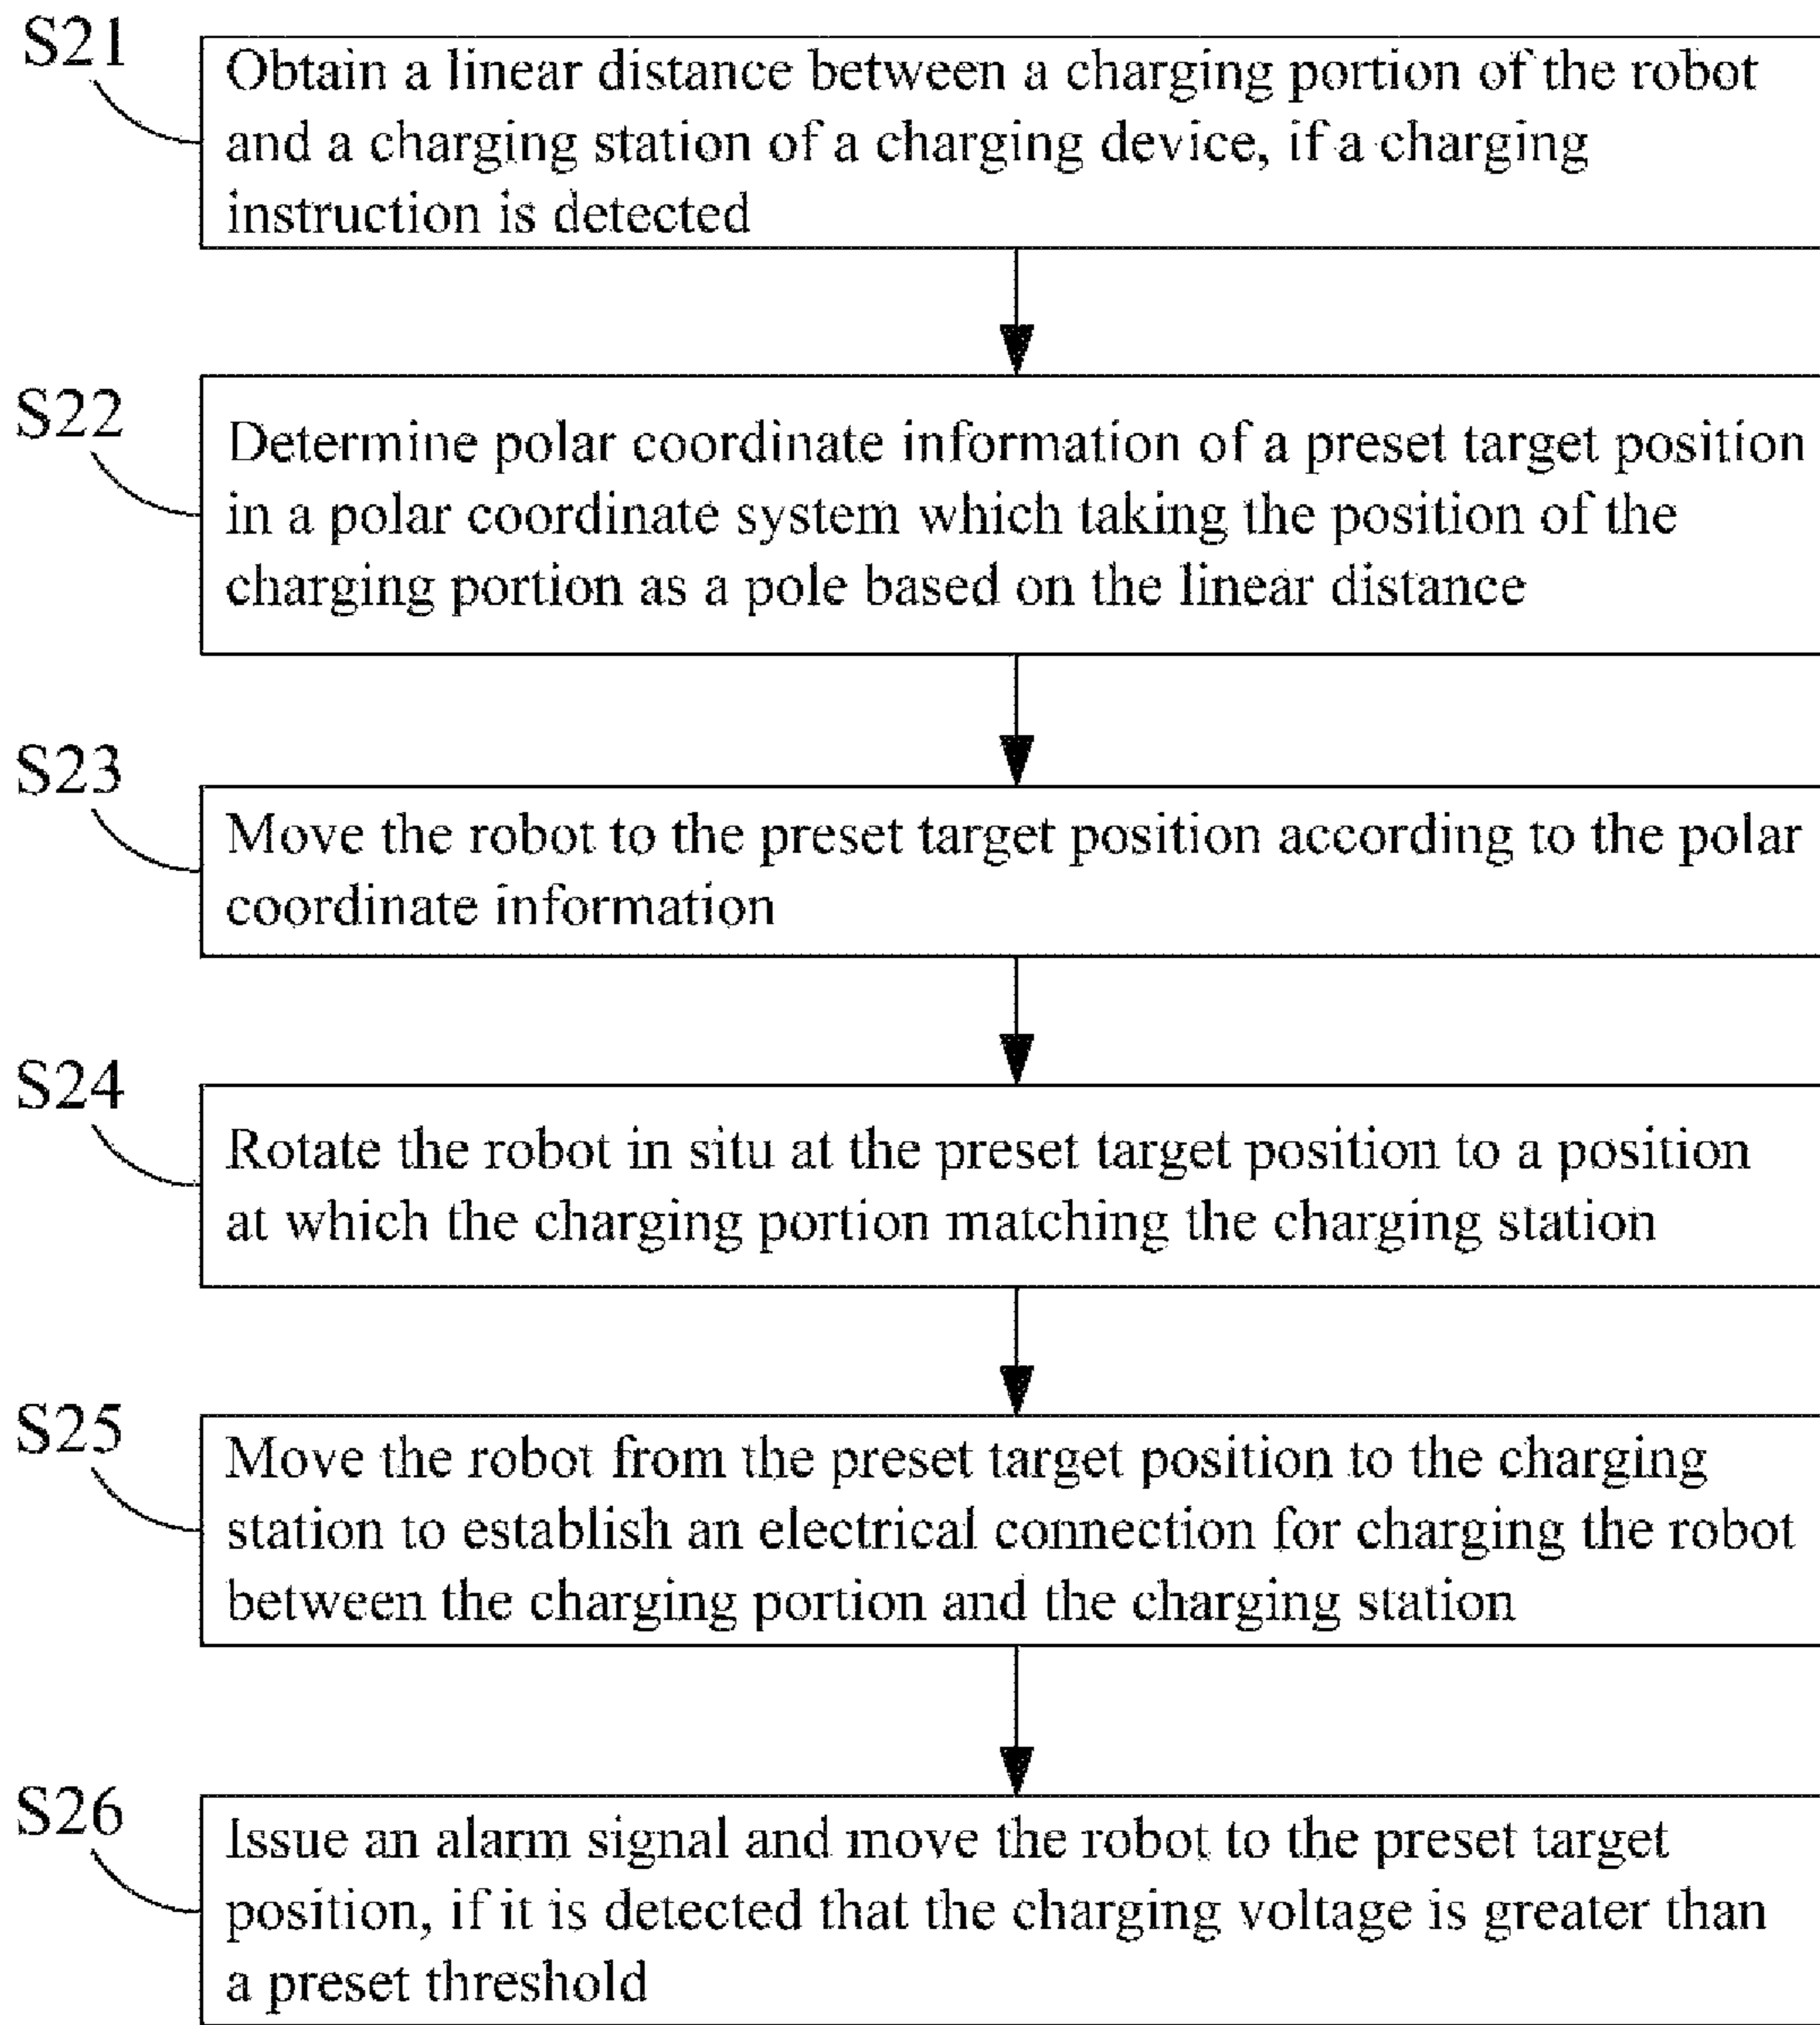 S21
Obtain a linear distance between a charging portion of the robot
and a charging station of a charging device, if a charging
instruction is detected
S22
Determine polar coordinate information of a preset target position
in a polar coordinate system which taking the position of the
charging portion as a pole based on the linear distance
S23
Move the robot to the preset target position according to the polar
coordinate information
S24
Rotate the robot in situ at the preset target position to a position
at which the charging portion matching the charging station
S25
Move the robot from the preset target position to the charging
station to establish an electrical connection for charging the robot
between the charging portion and the charging station
S26
Issue an alarm signal and move the robot to the preset target
position, if it is detected that the charging voltage is greater than
a preset threshold